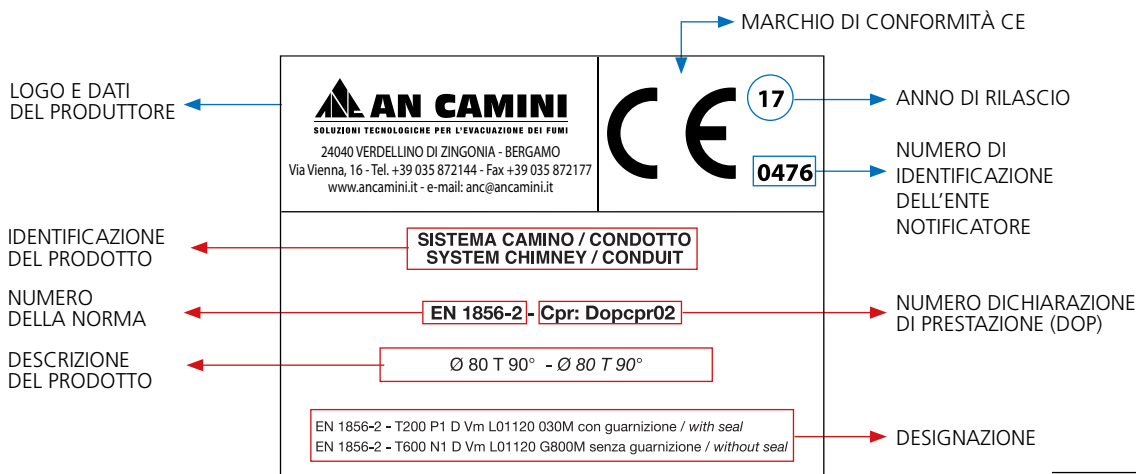 MARCHIO DI CONFORMITÀ CE
LOGO E DATI
DEL PRODUTTORE
AN CAMINI
SOLUZIONI TECNOLOGICHE PER L'EVACUAZIONE DEI FUMI
24040 VERDELLINO DI ZINGONIA - BERGAMO
Via Vienna, 16 - Tel. +39 035 872144 - Fax +39 035 872177
www.ancamini.it - e-mail: anc@ancamini.it
CE
17
ANNO DI RILASCIO
0476
NUMERO DI
IDENTIFICAZIONE
DELL'ENTE
NOTIFICATORE
IDENTIFICAZIONE
DEL PRODOTTO
SISTEMA CAMINO / CONDOTTO
SYSTEM CHIMNEY / CONDUIT
NUMERO
DELLA NORMA
EN 1856-2 - Cpr: Dopcpr02
NUMERO DICHIARAZIONE
DI PRESTAZIONE (DOP)
DESCRIZIONE
DEL PRODOTTO
Ø 80 T 90° - Ø 80 T 90°
EN 1856-2 - T200 P1 D Vm L01120 030M con guarnizione / with seal
EN 1856-2 - T600 N1 D Vm L01120 G800M senza guarnizione / without seal
DESIGNAZIONE